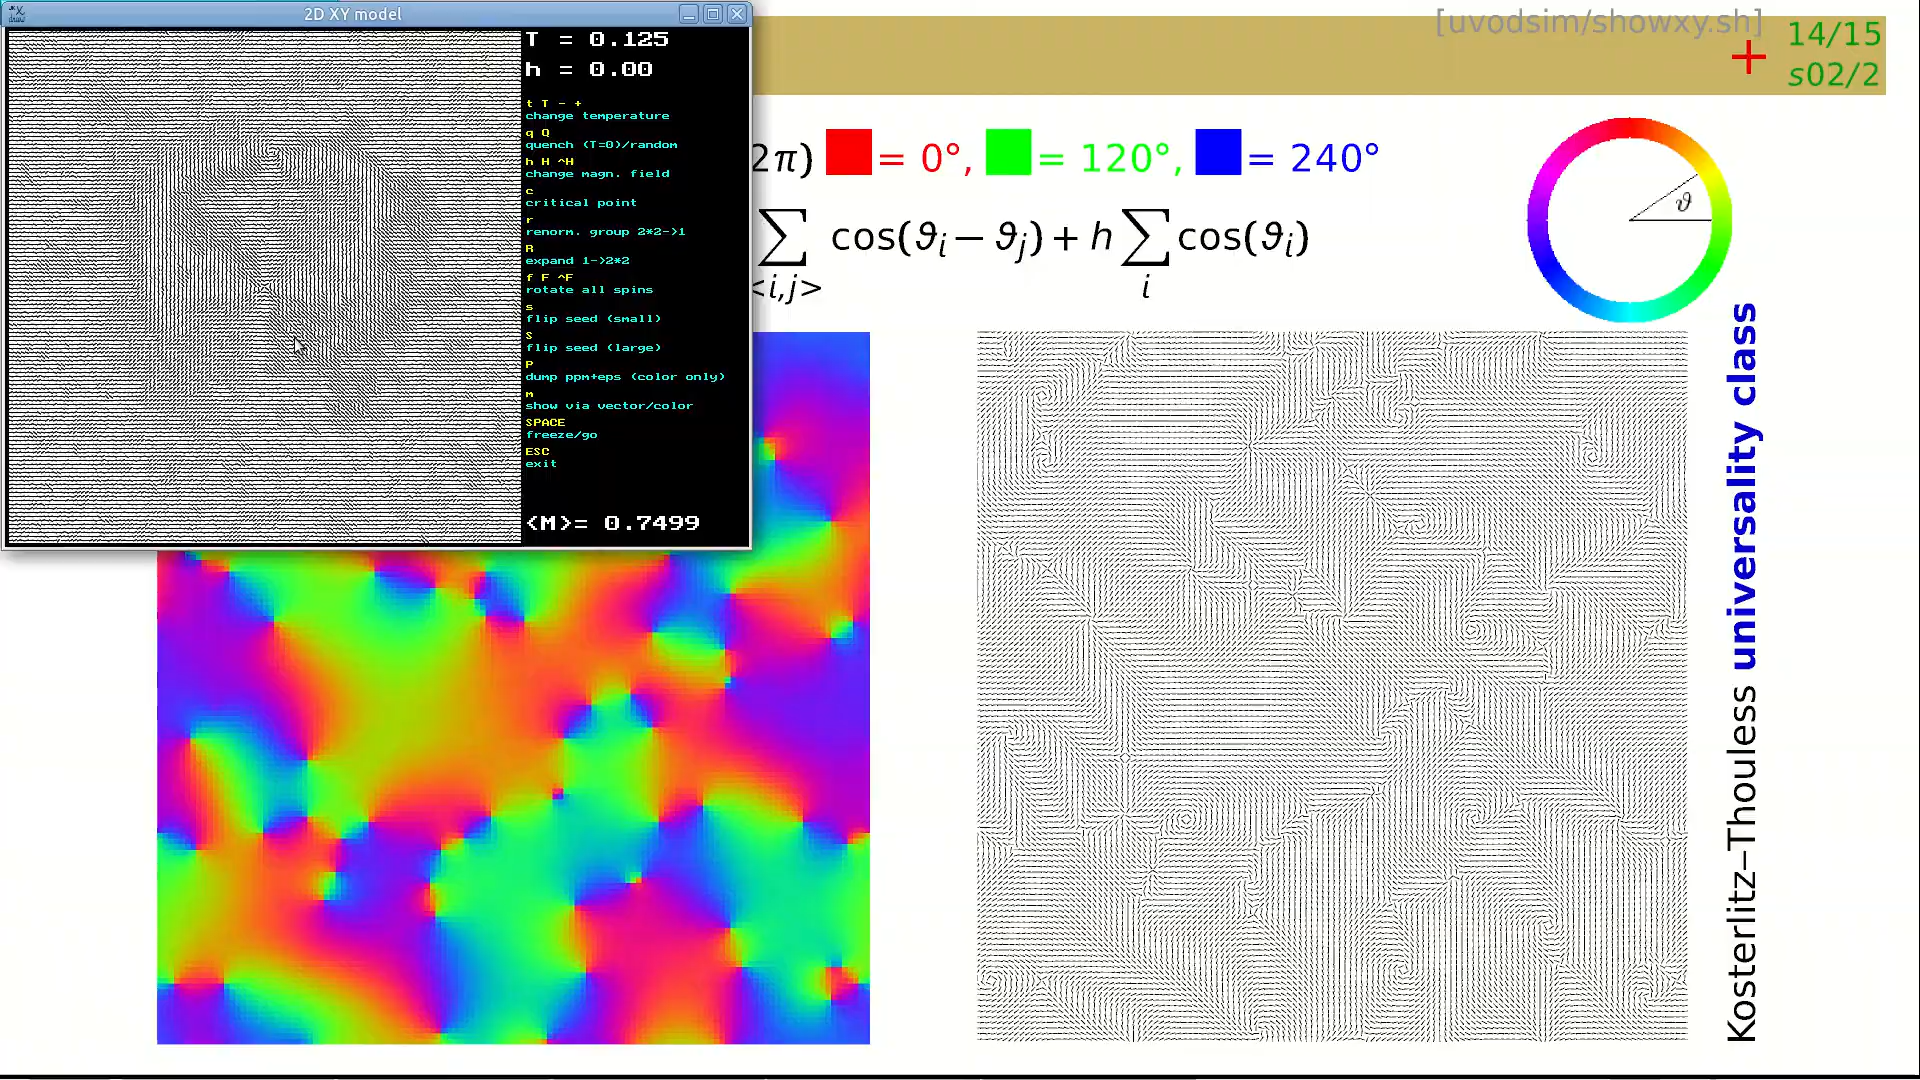 2D XY model
[uvodsim/showxy.sh]
14/15
s02/2
T = 0.125
h = 0.00
t T - +
change temperature
q Q
quench (T=0)/random
h H ^H
change magn. field
c
critical point
r
renorm. group 2*2->1
R
expand 1->2*2
f F ^F
rotate all spins
s
flip seed (small)
S
flip seed (large)
P
dump ppm+eps (color only)
m
show via vector/color
SPACE
freeze/go
ESC
exit
<M>= 0.7499
2π) = 0°, = 120°, = 240°
∑ cos(ϑi − ϑj) + h ∑ cos(ϑi)
<i,j> i
ϑ
Kosterlitz–Thouless universality class